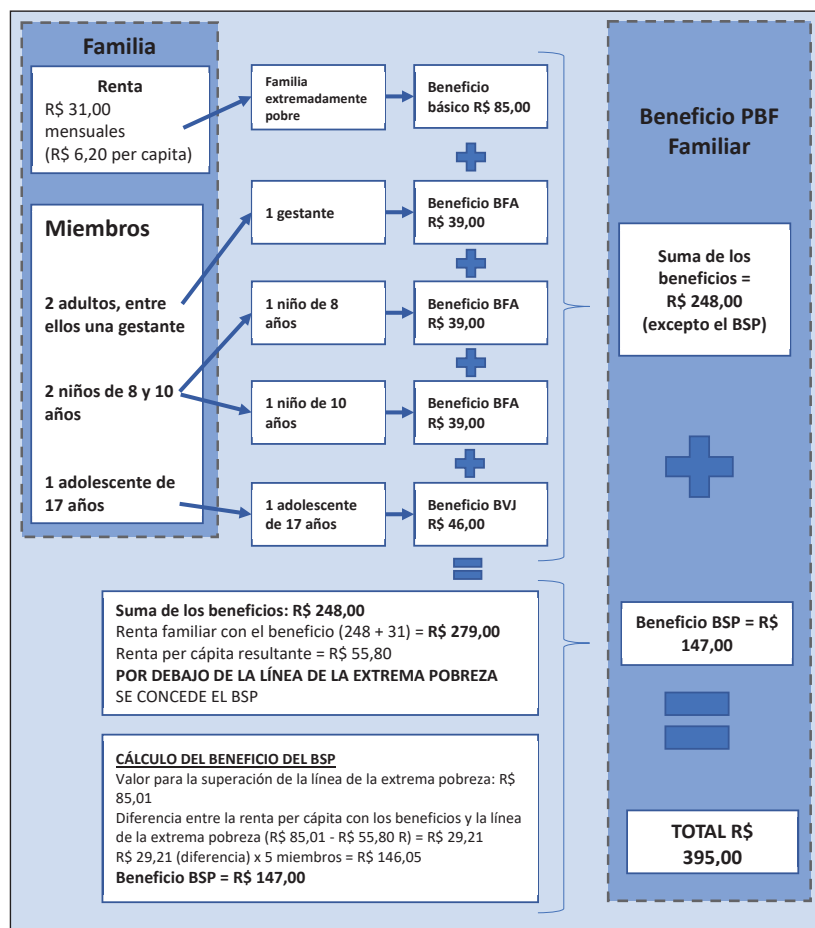 Familia
Renta
R$ 31,00
mensuales
(R$ 6,20 per capita)
Familia
extremadamente
pobre
Beneficio
básico R$ 85,00
Miembros
2 adultos, entre
ellos una gestante
2 niños de 8 y 10
años
1 adolescente de
17 años
1 gestante
Beneficio BFA
R$ 39,00
1 niño de 8
años
Beneficio BFA
R$ 39,00
1 niño de 10
años
Beneficio BFA
R$ 39,00
1 adolescente
de 17 años
Beneficio BVJ
R$ 46,00
Suma de los beneficios: R$ 248,00
Renta familiar con el beneficio (248 + 31) = R$ 279,00
Renta per cápita resultante = R$ 55,80
POR DEBAJO DE LA LÍNEA DE LA EXTREMA POBREZA
SE CONCEDE EL BSP
CÁLCULO DEL BENEFICIO DEL BSP
Valor para la superación de la línea de la extrema pobreza: R$
85,01
Diferencia entre la renta per cápita con los beneficios y la línea
de la extrema pobreza (R$ 85,01 - R$ 55,80 R) = R$ 29,21
R$ 29,21 (diferencia) x 5 miembros = R$ 146,05
Beneficio BSP = R$ 147,00
Beneficio PBF
Familiar
Suma de los
beneficios =
R$ 248,00
(excepto el BSP)
Beneficio BSP = R$
147,00
TOTAL R$
395,00